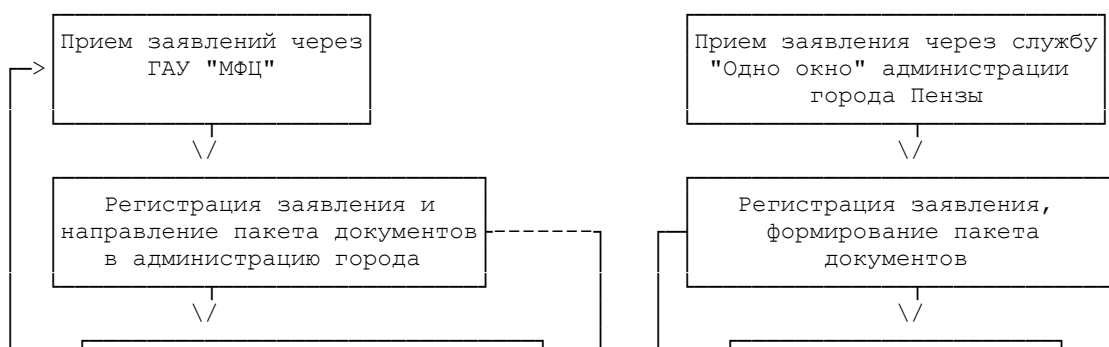 Прием заявлений через
ГАУ "МФЦ"
Прием заявления через службу
"Одно окно" администрации
города Пензы
Регистрация заявления и
направление пакета документов
в администрацию города
Регистрация заявления,
формирование пакета
документов